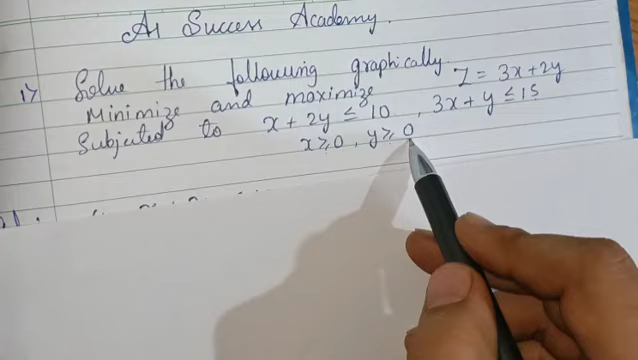 A1 Success Academy.
1> Solve the following graphically.
Minimize and maximize Z = 3x+2y
Subjected to x + 2y ≤ 10 , 3x + y ≤ 15
x ≥ 0 , y ≥ 0